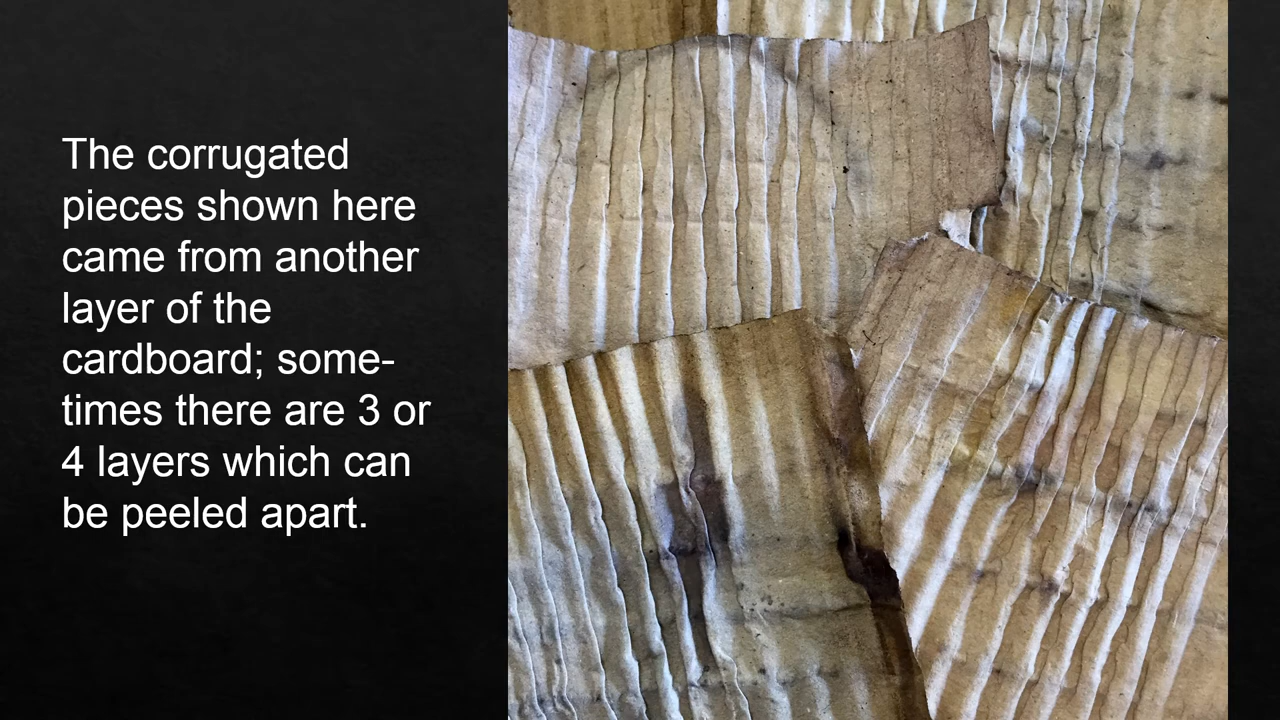 The corrugated
pieces shown here
came from another
layer of the
cardboard; some-
times there are 3 or
4 layers which can
be peeled apart.